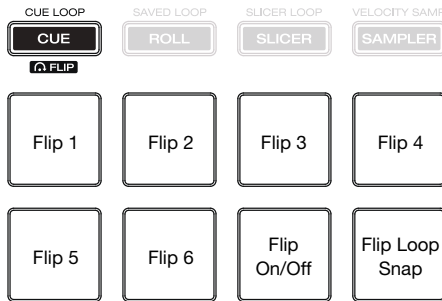 CUE LOOP SAVED LOOP SLICER LOOP VELOCITY SAMP
CUE ROLL SLICER SAMPLER
FLIP
Flip 1 Flip 2 Flip 3 Flip 4
Flip 5 Flip 6 Flip On/Off Flip Loop Snap